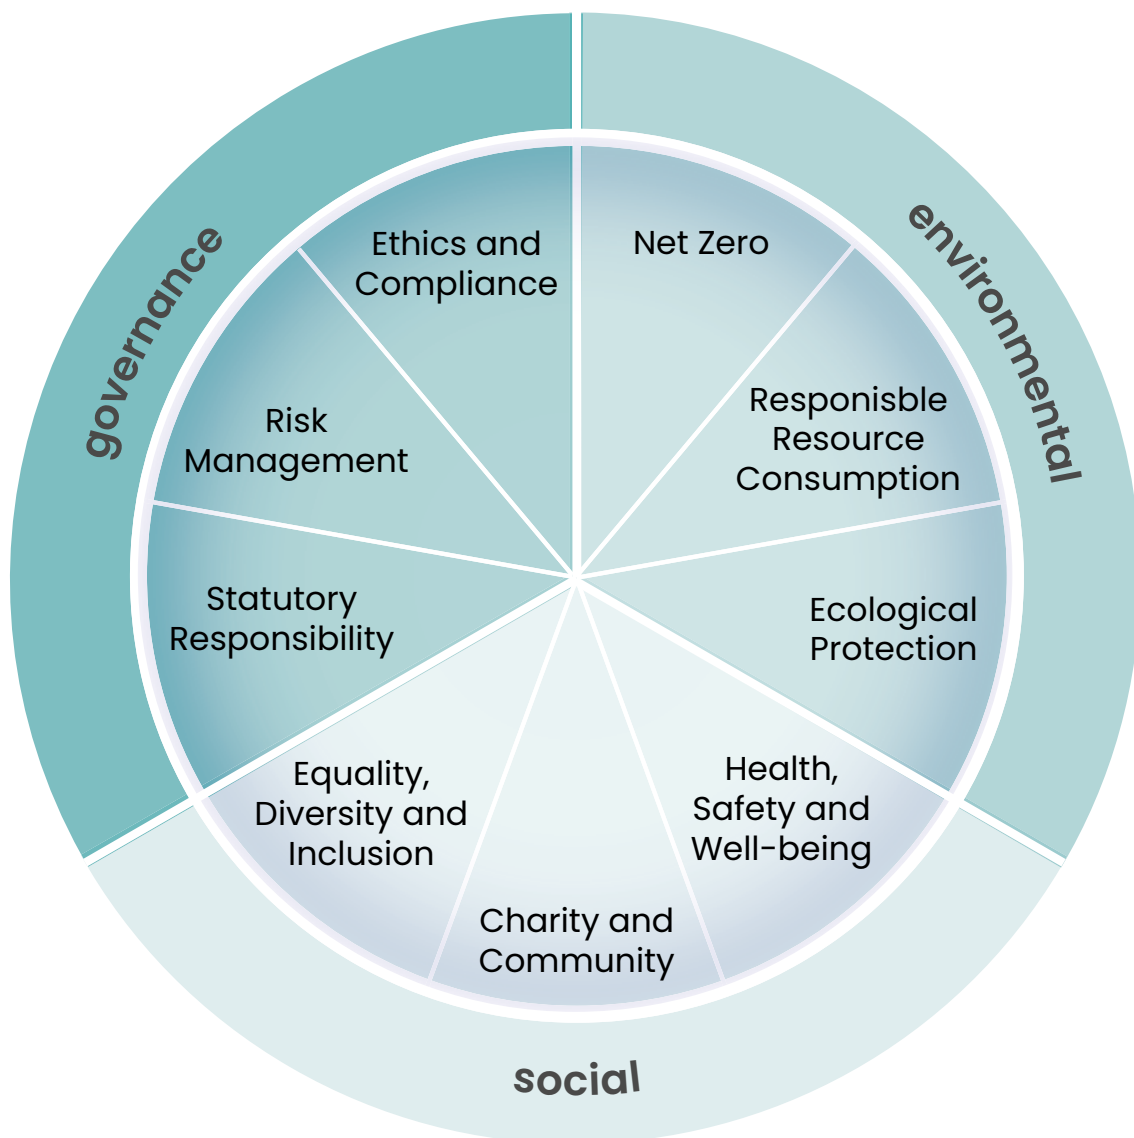 governance
environmental
social
Ethics and
Compliance
Net Zero
Responisble
Resource
Consumption
Risk
Management
Statutory
Responsibility
Ecological
Protection
Equality,
Diversity and
Inclusion
Health,
Safety and
Well-being
Charity and
Community